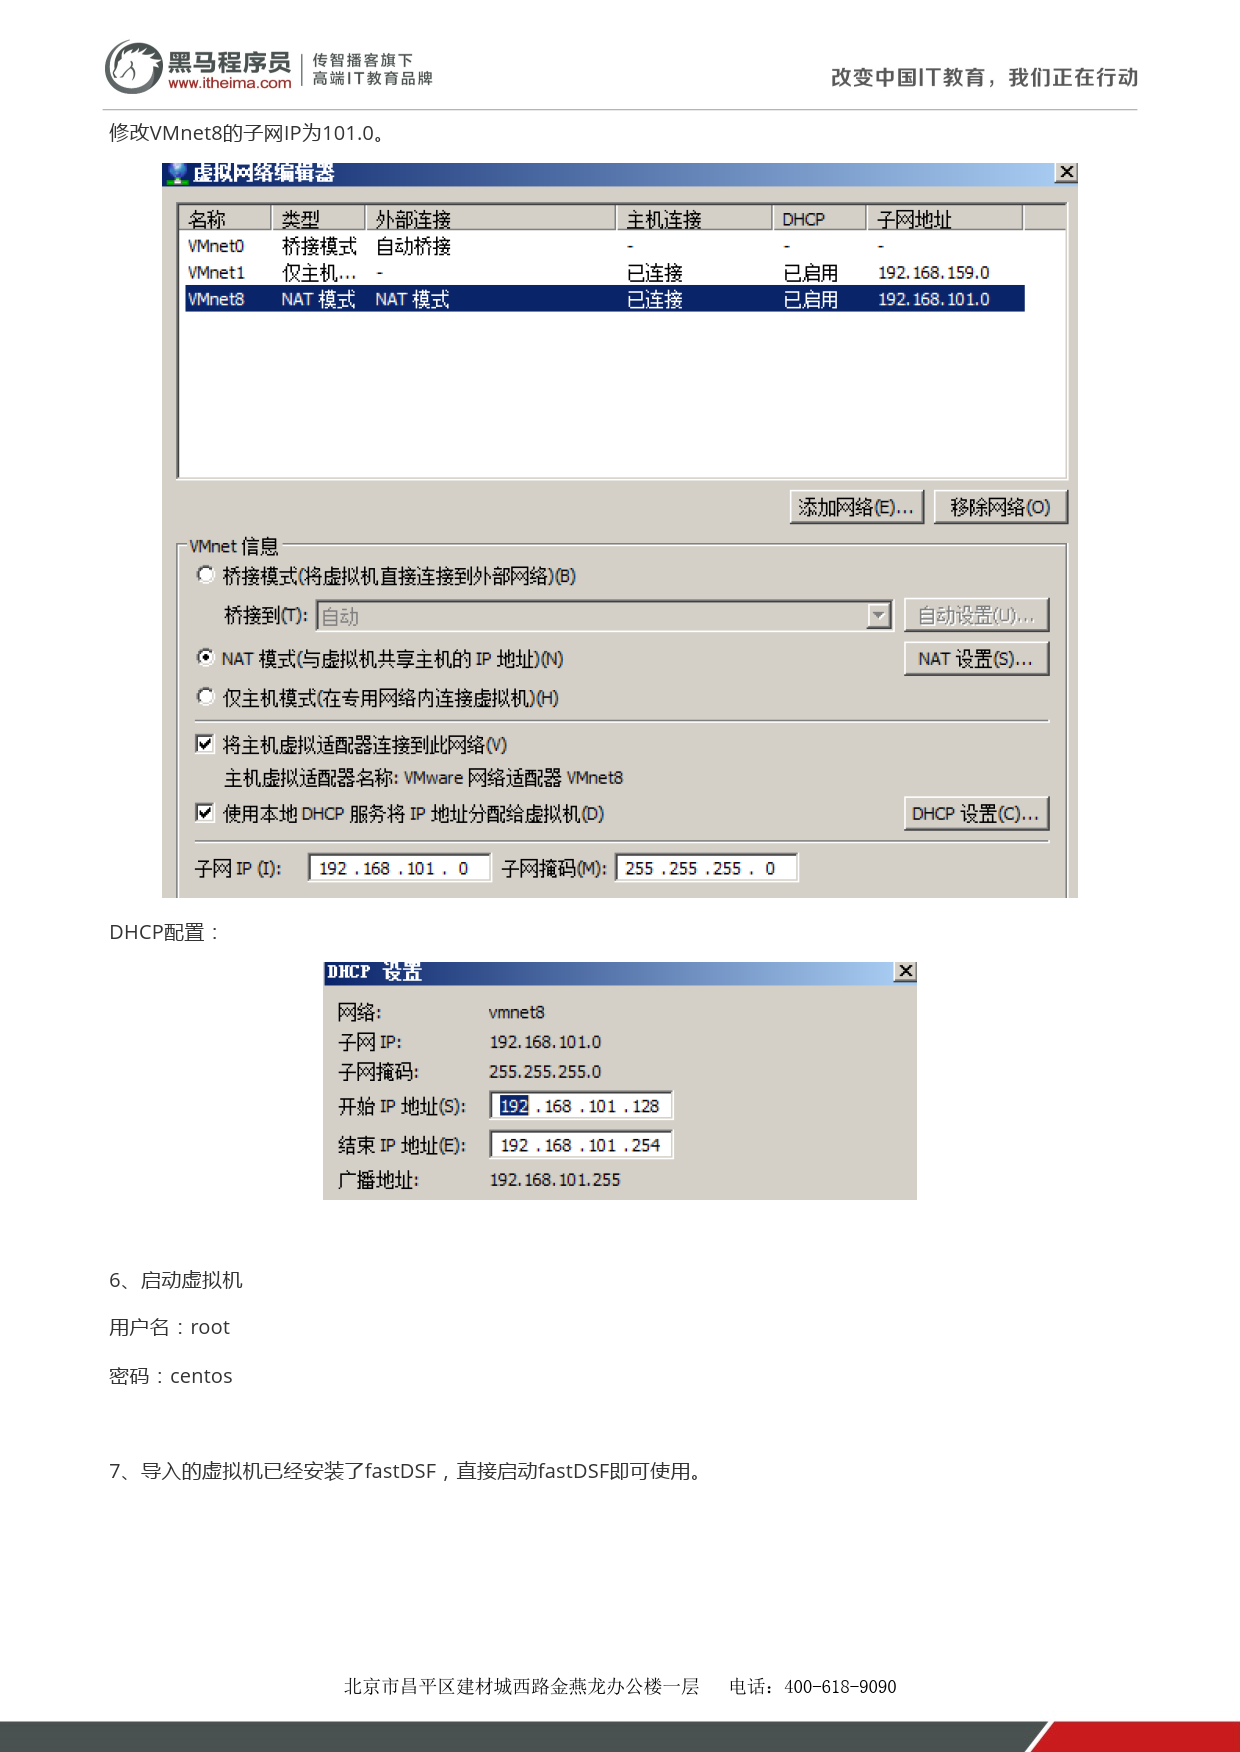 黑马程序员 传智播客旗下
www.itheima.com 高端IT教育品牌
改变中国IT教育，我们正在行动
修改VMnet8的子网IP为101.0。
虚拟网络编辑器
名称 类型 外部连接 主机连接 DHCP 子网地址
VMnet0 桥接模式 自动桥接 - - -
VMnet1 仅主机... - 已连接 已启用 192.168.159.0
VMnet8 NAT 模式 NAT 模式 已连接 已启用 192.168.101.0
添加网络(E)... 移除网络(O)
VMnet 信息
桥接模式(将虚拟机直接连接到外部网络)(B)
桥接到(T): 自动 自动设置(U)...
NAT 模式(与虚拟机共享主机的 IP 地址)(N) NAT 设置(S)...
仅主机模式(在专用网络内连接虚拟机)(H)
将主机虚拟适配器连接到此网络(V)
主机虚拟适配器名称: VMware 网络适配器 VMnet8
使用本地 DHCP 服务将 IP 地址分配给虚拟机(D) DHCP 设置(C)...
子网 IP (I): 192 . 168 . 101 . 0 子网掩码(M): 255 . 255 . 255 . 0
DHCP配置：
DHCP 设置
网络: vmnet8
子网 IP: 192.168.101.0
子网掩码: 255.255.255.0
开始 IP 地址(S): 192 . 168 . 101 . 128
结束 IP 地址(E): 192 . 168 . 101 . 254
广播地址: 192.168.101.255
6、启动虚拟机
用户名：root
密码：centos
7、导入的虚拟机已经安装了fastDSF，直接启动fastDSF即可使用。
北京市昌平区建材城西路金燕龙办公楼一层 电话：400-618-9090